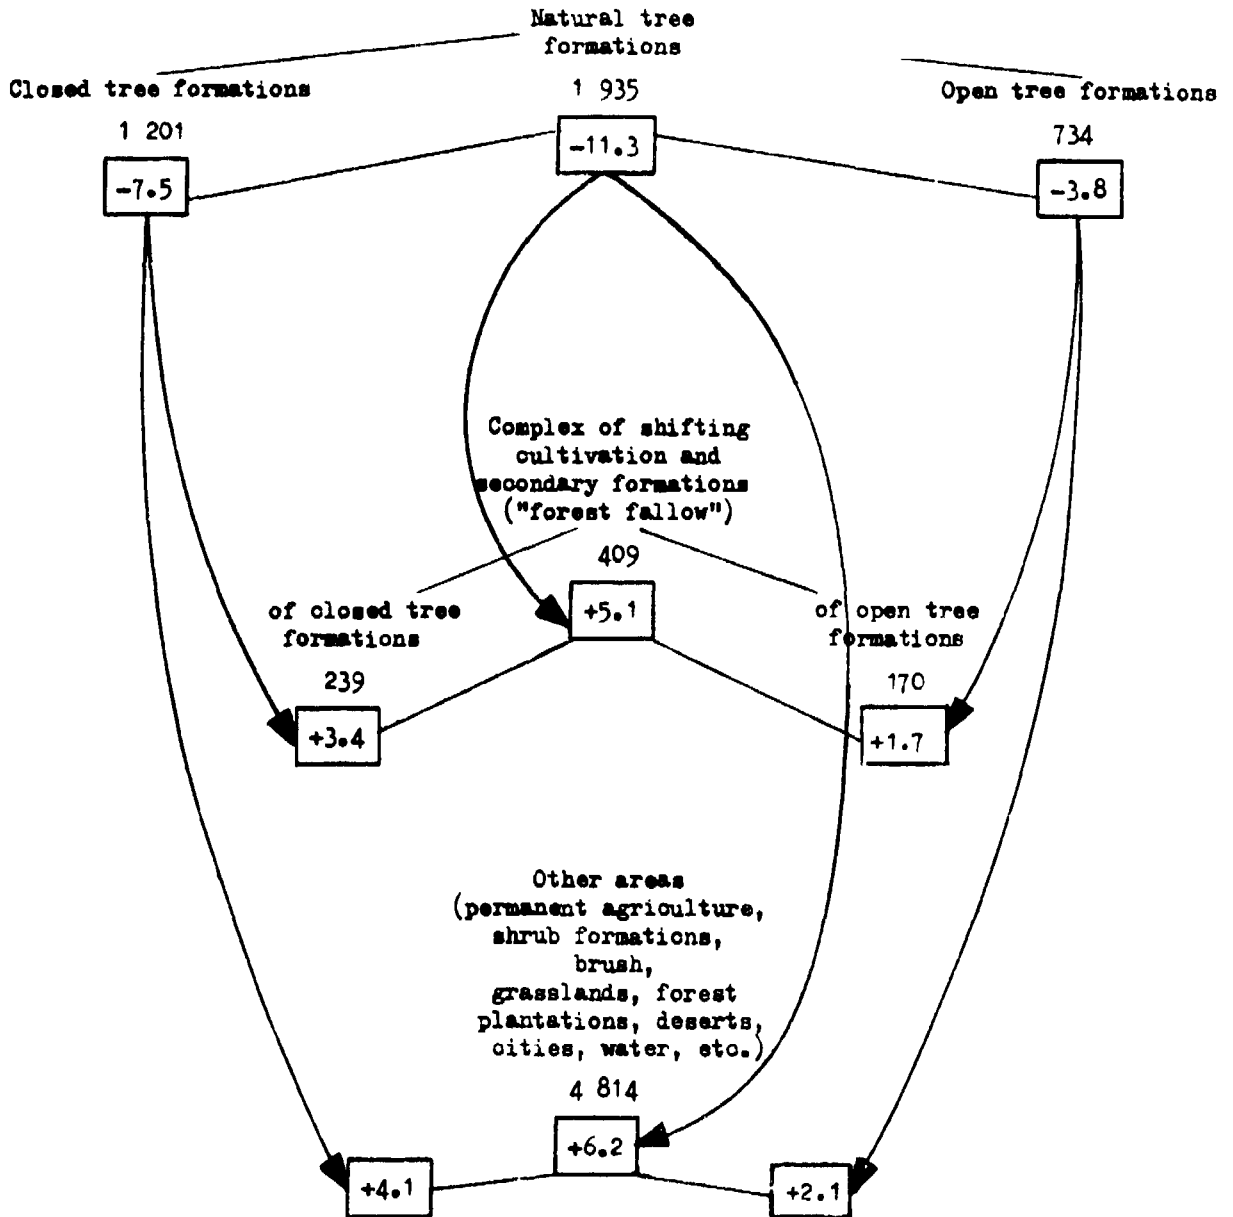 Natural tree
formations
Closed tree formations
1 935
Open tree formations
1 201
734
-11.3
-7.5
-3.8
Complex of shifting
cultivation and
secondary formations
("forest fallow")
409
of closed tree
formations
+5.1
of open tree
formations
239
170
+3.4
+1.7
Other areas
(permanent agriculture,
shrub formations,
brush,
grasslands, forest
plantations, deserts,
cities, water, etc.)
4 814
+6.2
+4.1
+2.1